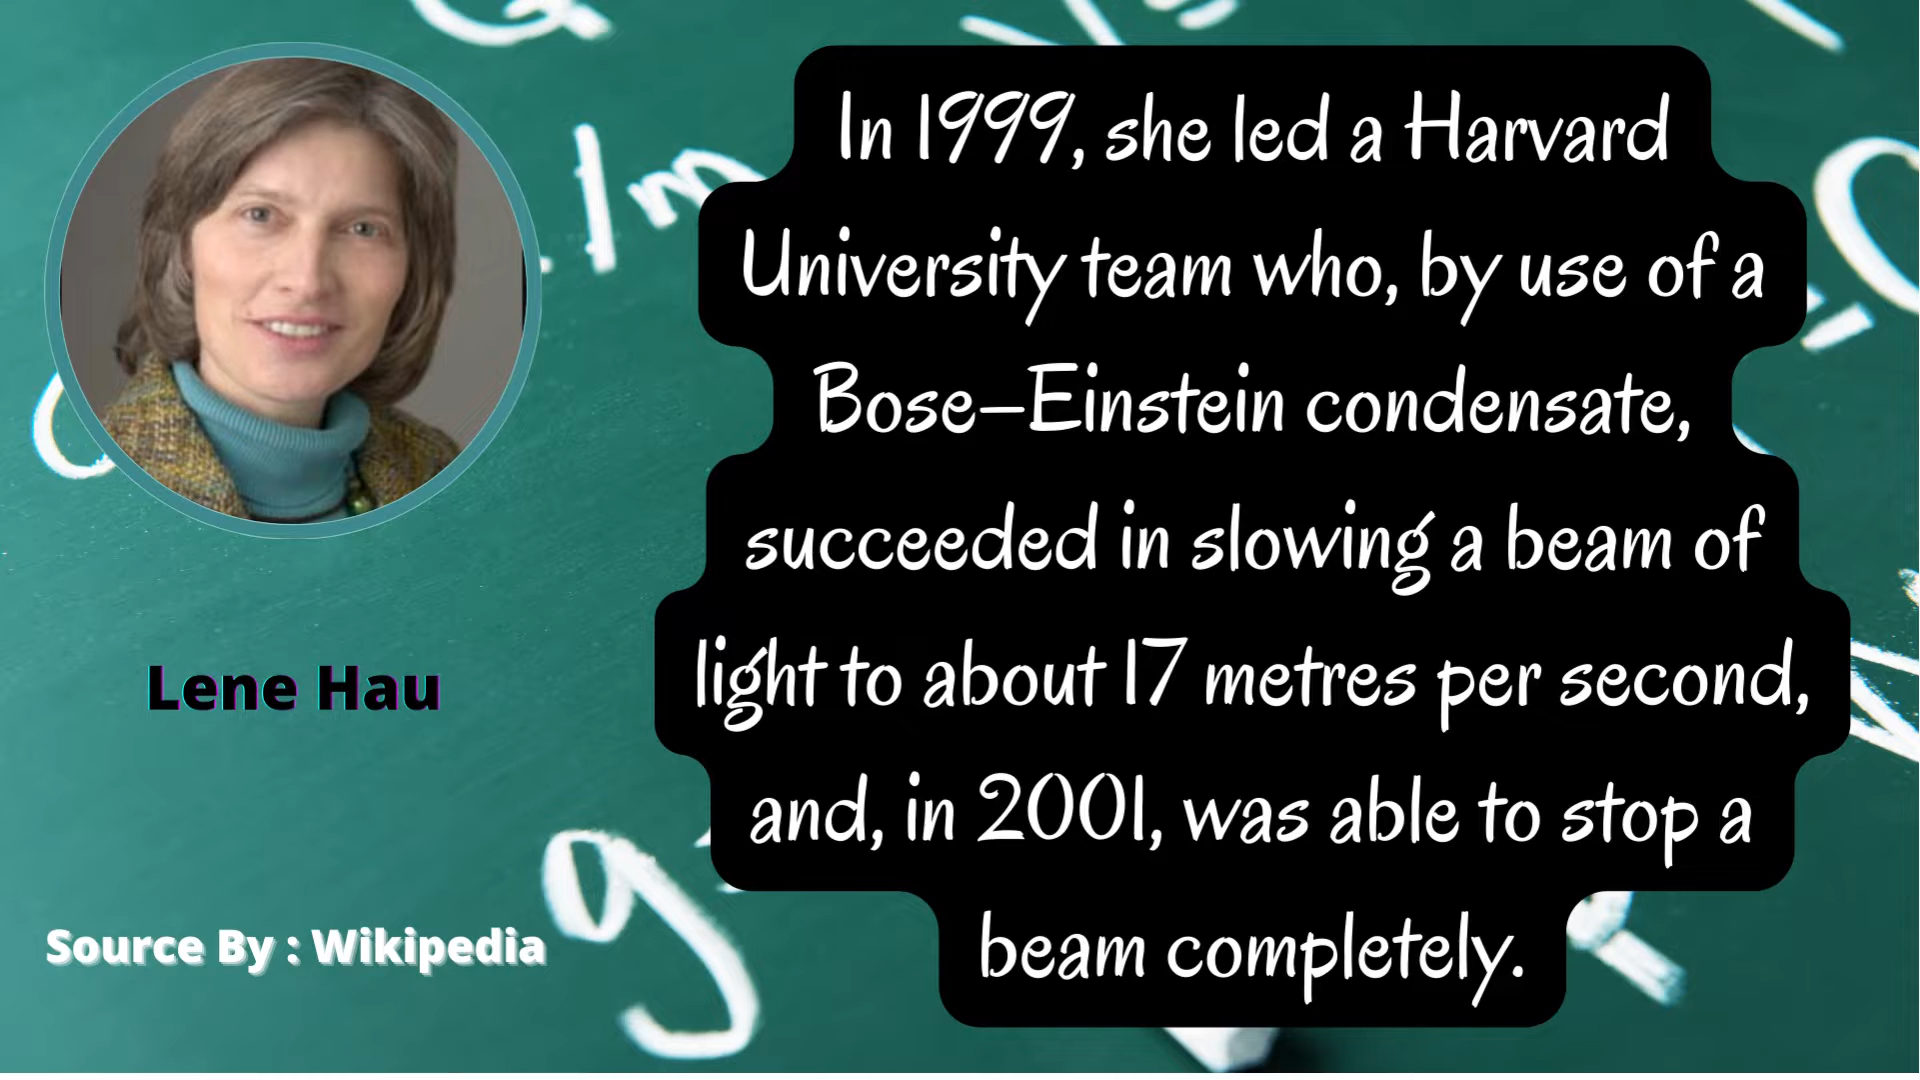 In 1999, she led a Harvard
University team who, by use of a
Bose–Einstein condensate,
succeeded in slowing a beam of
light to about 17 metres per second,
and, in 2001, was able to stop a
beam completely.
Lene Hau
Source By : Wikipedia